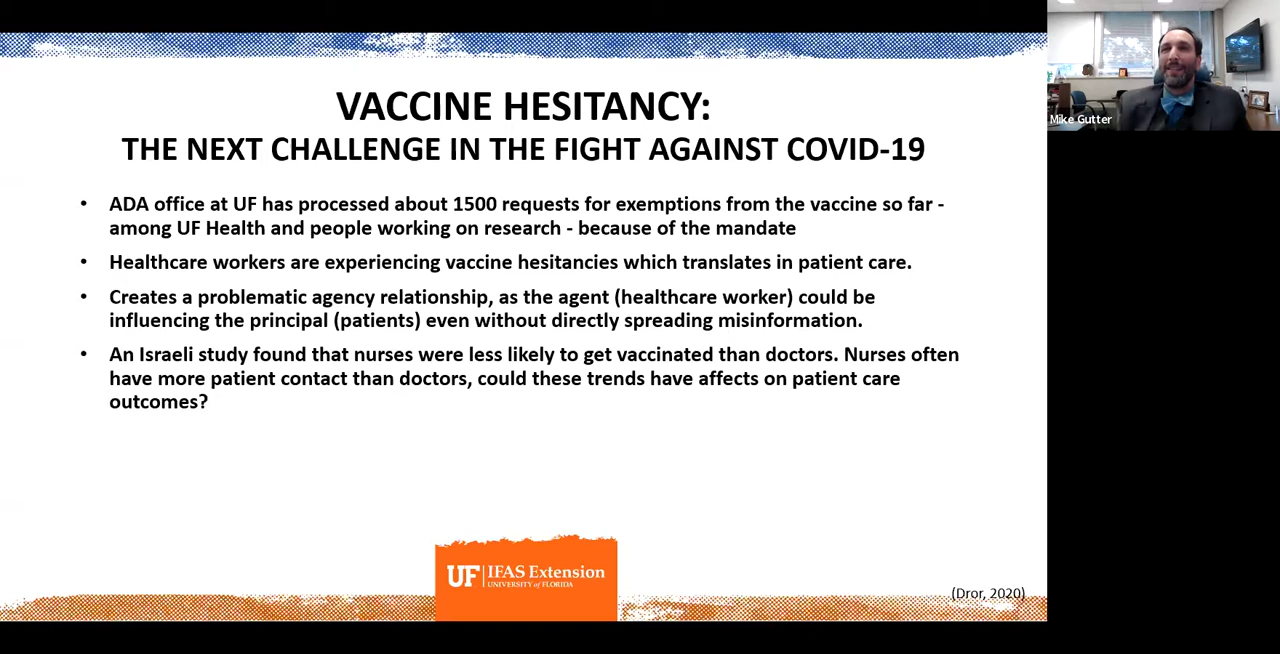 VACCINE HESITANCY:
THE NEXT CHALLENGE IN THE FIGHT AGAINST COVID-19
• ADA office at UF has processed about 1500 requests for exemptions from the vaccine so far -
among UF Health and people working on research - because of the mandate
• Healthcare workers are experiencing vaccine hesitancies which translates in patient care.
• Creates a problematic agency relationship, as the agent (healthcare worker) could be
influencing the principal (patients) even without directly spreading misinformation.
• An Israeli study found that nurses were less likely to get vaccinated than doctors. Nurses often
have more patient contact than doctors, could these trends have affects on patient care
outcomes?
UF | IFAS Extension
UNIVERSITY of FLORIDA
(Dror, 2020)
Mike Gutter